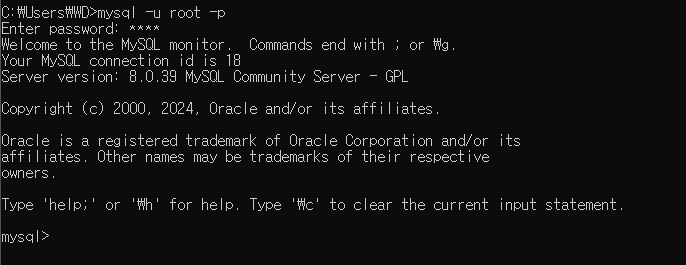 C:₩Users₩WD>mysql -u root -p
Enter password: ****
Welcome to the MySQL monitor.  Commands end with ; or ₩g.
Your MySQL connection id is 18
Server version: 8.0.39 MySQL Community Server - GPL
Copyright (c) 2000, 2024, Oracle and/or its affiliates.
Oracle is a registered trademark of Oracle Corporation and/or its
affiliates. Other names may be trademarks of their respective
owners.
Type 'help;' or '₩h' for help. Type '₩c' to clear the current input statement.
mysql>